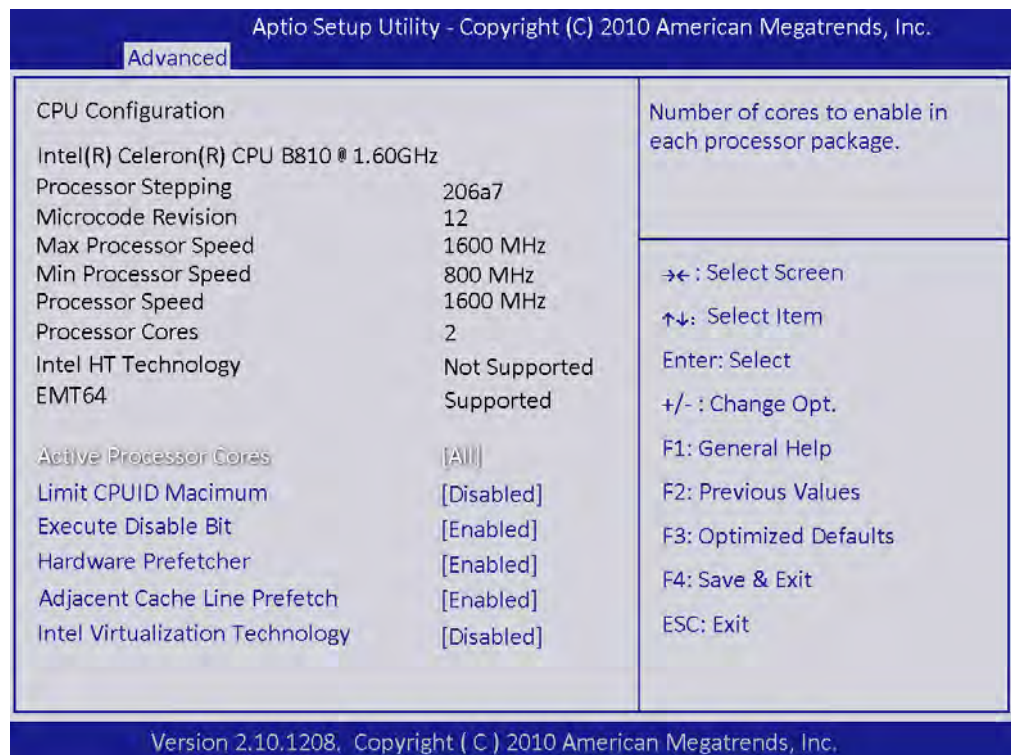 Aptio Setup Utility - Copyright (C) 2010 American Megatrends, Inc.
Advanced
CPU Configuration
Intel(R) Celeron(R) CPU B810 @ 1.60GHz
Processor Stepping 206a7
Microcode Revision 12
Max Processor Speed 1600 MHz
Min Processor Speed 800 MHz
Processor Speed 1600 MHz
Processor Cores 2
Intel HT Technology Not Supported
EMT64 Supported
Active Processor Cores [All]
Limit CPUID Macimum [Disabled]
Execute Disable Bit [Enabled]
Hardware Prefetcher [Enabled]
Adjacent Cache Line Prefetch [Enabled]
Intel Virtualization Technology [Disabled]
Number of cores to enable in
each processor package.
→←: Select Screen
↑↓: Select Item
Enter: Select
+/- : Change Opt.
F1: General Help
F2: Previous Values
F3: Optimized Defaults
F4: Save & Exit
ESC: Exit
Version 2.10.1208. Copyright ( C ) 2010 American Megatrends, Inc.